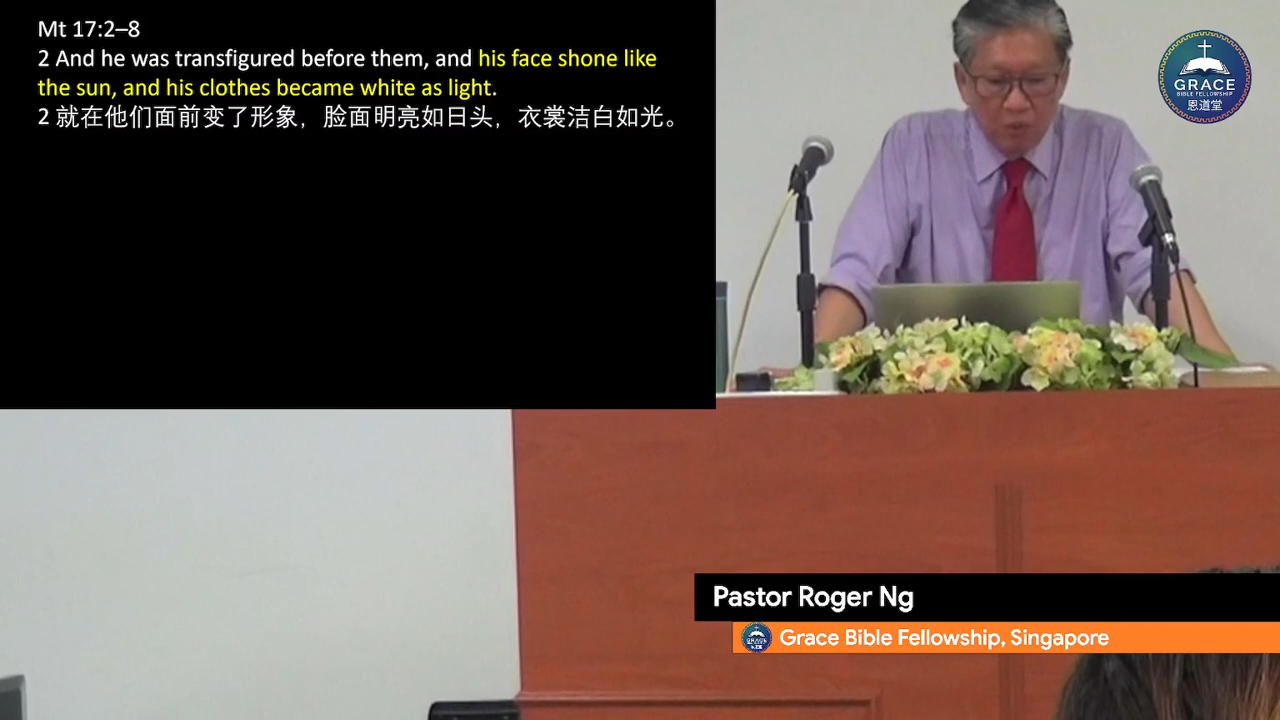 Mt 17:2–8
2 And he was transfigured before them, and his face shone like
the sun, and his clothes became white as light.
2 就在他们面前变了形象，脸面明亮如日头，衣裳洁白如光。
GRACE
BIBLE FELLOWSHIP
恩道堂
Pastor Roger Ng
GRACE
Grace Bible Fellowship, Singapore